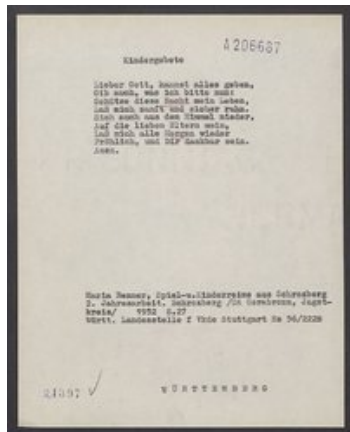 A 206687
Kindergebete
Lieber Gott, kannst alles geben,
Gib auch, was ich bitte nun:
Schütze diese Nacht mein Leben,
Laß mich sanft und sicher ruhn.
Sieh auch aus dem Himmel nieder,
Auf die lieben Eltern mein,
Laß mich alle Morgen wieder
Fröhlich, und Dir dankbar sein.
Amen.
Maria Renner, Spiel-u.Kinderreime aus Schrozberg
2. Jahresarbeit. Schrozberg /OA Gerabronn, Jagst-
kreis/ 1952 S.27
Württ. Landesstelle f Vkde Stuttgart Ka 56/2228
WÜRTTEMBERG